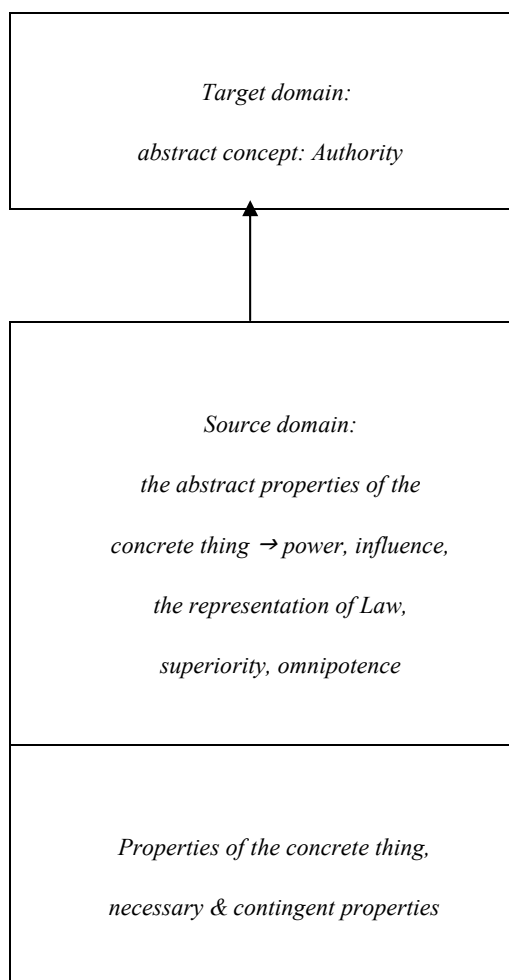 Target domain:
abstract concept: Authority
Source domain:
the abstract properties of the
concrete thing → power, influence,
the representation of Law,
superiority, omnipotence
Properties of the concrete thing,
necessary & contingent properties